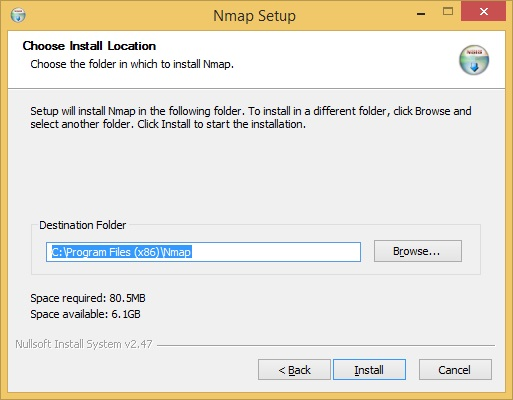 Nmap Setup
Choose Install Location
Choose the folder in which to install Nmap.
Setup will install Nmap in the following folder. To install in a different folder, click Browse and
select another folder. Click Install to start the installation.
Destination Folder
C:\Program Files (x86)\Nmap
Browse...
Space required: 80.5MB
Space available: 6.1GB
Nullsoft Install System v2.47
< Back
Install
Cancel